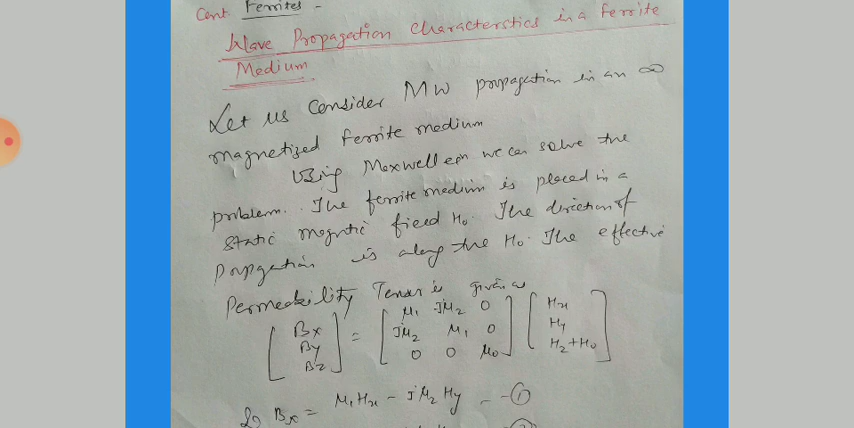 Cont Ferrites -
Wave Propagation Characterstics in a Ferrite
Medium
Let us Consider MW propagation in an ∞
magnetized Ferrite medium
Using Maxwell eqn we can solve the
problem. The ferrite medium is placed in a
static magntic field H₀. The direction of
Propgation is along the H₀. The effective
Permeability Tensor is given as
[Bx By Bz] = [μ₁ jμ₂ 0 jμ₂ μ₁ 0 0 0 μ₀] [Hx Hy Hz+H₀]
So Bx = μ₁Hx - jμ₂ Hy -- ①